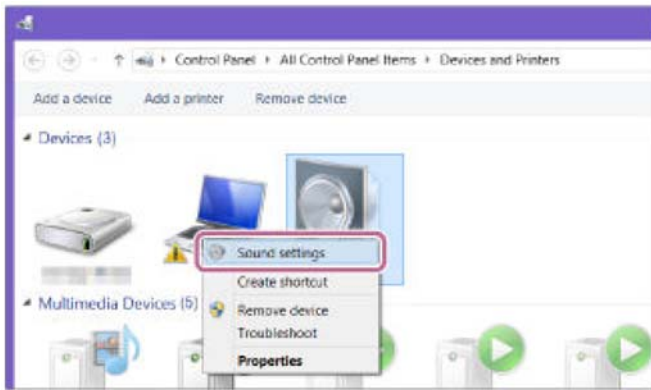 Control Panel ▸ All Control Panel Items ▸ Devices and Printers
Add a device Add a printer Remove device
Devices (3)
Sound settings
Create shortcut
Multimedia Devices (5)
Remove device
Troubleshoot
Properties